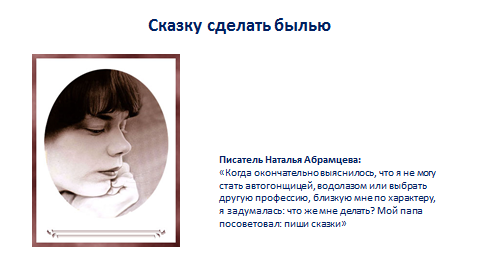 Сказку сделать былью
Писатель Наталья Абрамцева:
«Когда окончательно выяснилось, что я не могу
стать автогонщицей, водолазом или выбрать
другую профессию, близкую мне по характеру,
я задумалась: что же мне делать? Мой папа
посоветовал: пиши сказки»